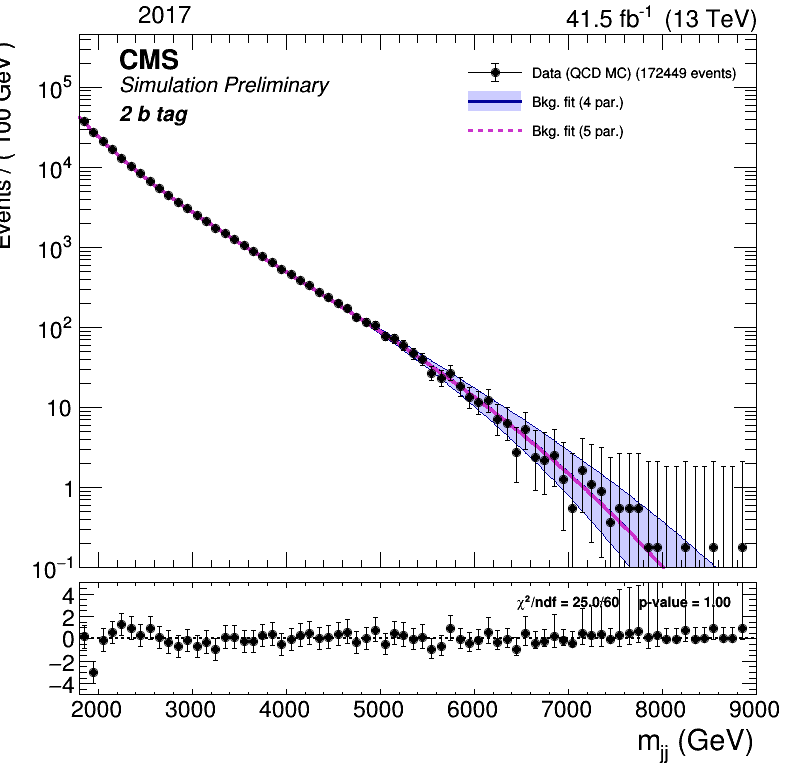 2017
41.5 fb⁻¹ (13 TeV)
CMS
Simulation Preliminary
2 b tag
Data (QCD MC) (172449 events)
Bkg. fit (4 par.)
Bkg. fit (5 par.)
Events / ( 100 GeV )
10⁵
10⁴
10³
10²
10
1
10⁻¹
χ²/ndf = 25.0/60 p-value = 1.00
4
2
0
−2
−4
2000 3000 4000 5000 6000 7000 8000 9000
m_jj (GeV)